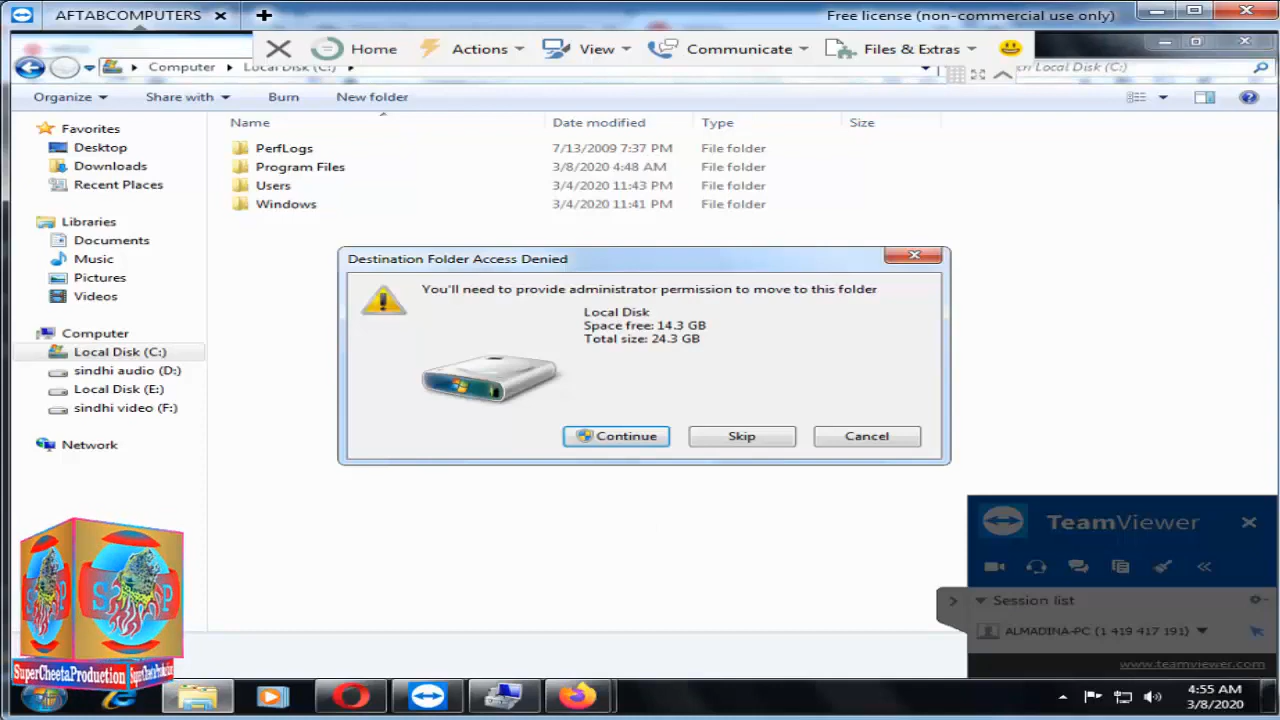 AFTABCOMPUTERS
Free license (non-commercial use only)
Home Actions View Communicate Files & Extras
Computer Local Disk (C:)
Local Disk (C:)
Organize Share with Burn New folder
Name Date modified Type Size
PerfLogs 7/13/2009 7:37 PM File folder
Program Files 3/8/2020 4:48 AM File folder
Users 3/4/2020 11:43 PM File folder
Windows 3/4/2020 11:41 PM File folder
Favorites
Desktop
Downloads
Recent Places
Libraries
Documents
Music
Pictures
Videos
Computer
Local Disk (C:)
sindhi audio (D:)
Local Disk (E:)
sindhi video (F:)
Network
Destination Folder Access Denied
You'll need to provide administrator permission to move to this folder
Local Disk
Space free: 14.3 GB
Total size: 24.3 GB
Continue Skip Cancel
TeamViewer
Session list
ALMADINA-PC (1 419 417 191)
www.teamviewer.com
S P
SuperCheetaProduction
4:55 AM
3/8/2020